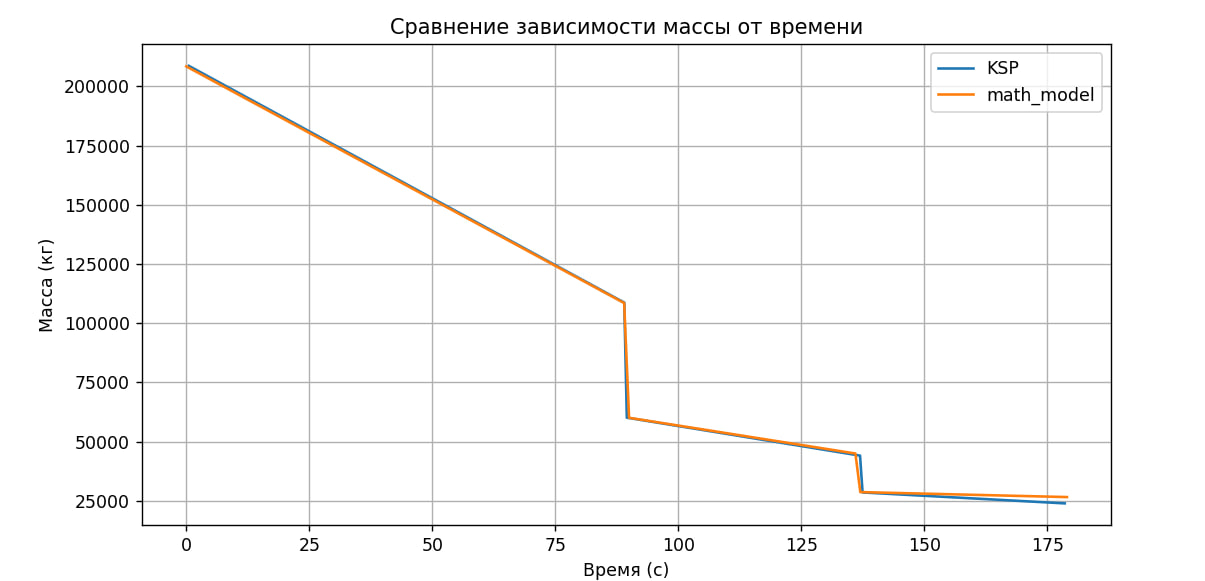 Сравнение зависимости массы от времени
KSP
math_model
Масса (кг)
200000
175000
150000
125000
100000
75000
50000
25000
0 25 50 75 100 125 150 175
Время (с)